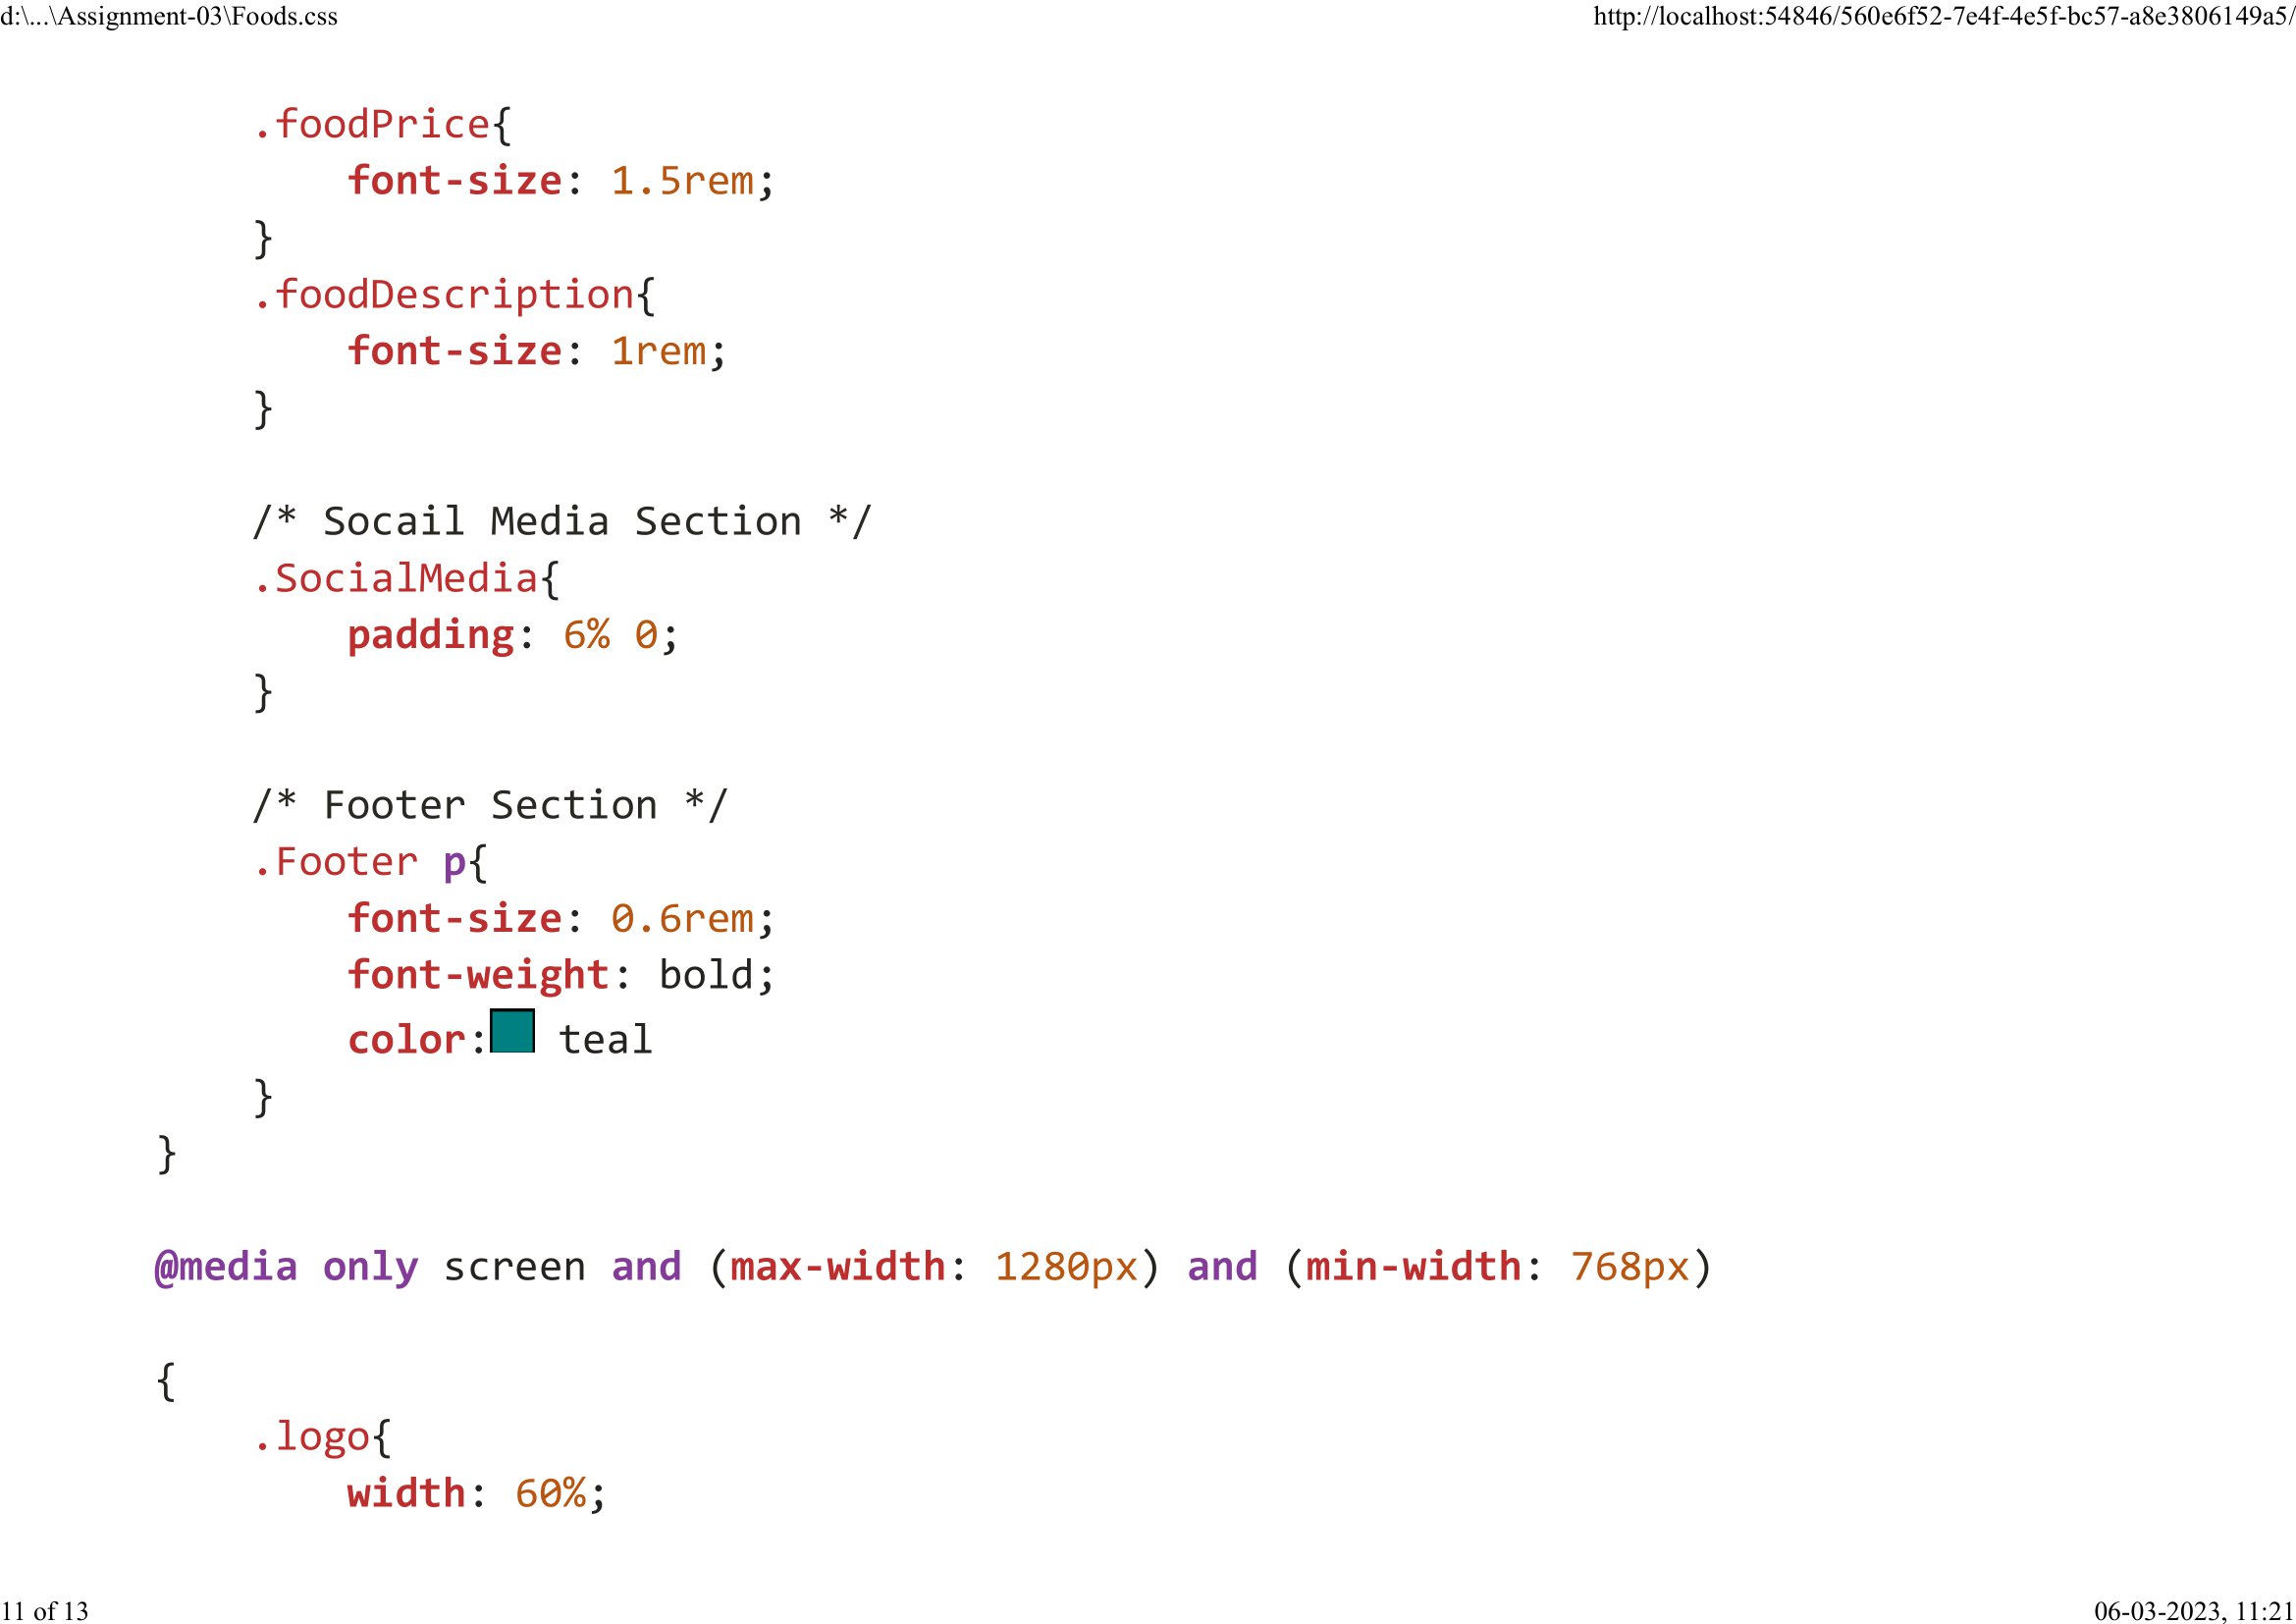 d:\...\Assignment-03\Foods.css http://localhost:54846/560e6f52-7e4f-4e5f-bc57-a8e3806149a5/
.foodPrice{
font-size: 1.5rem;
}
.foodDescription{
font-size: 1rem;
}
/* Socail Media Section */
.SocialMedia{
padding: 6% 0;
}
/* Footer Section */
.Footer p{
font-size: 0.6rem;
font-weight: bold;
color: teal
}
}
@media only screen and (max-width: 1280px) and (min-width: 768px)
{
.logo{
width: 60%;
11 of 13 06-03-2023, 11:21